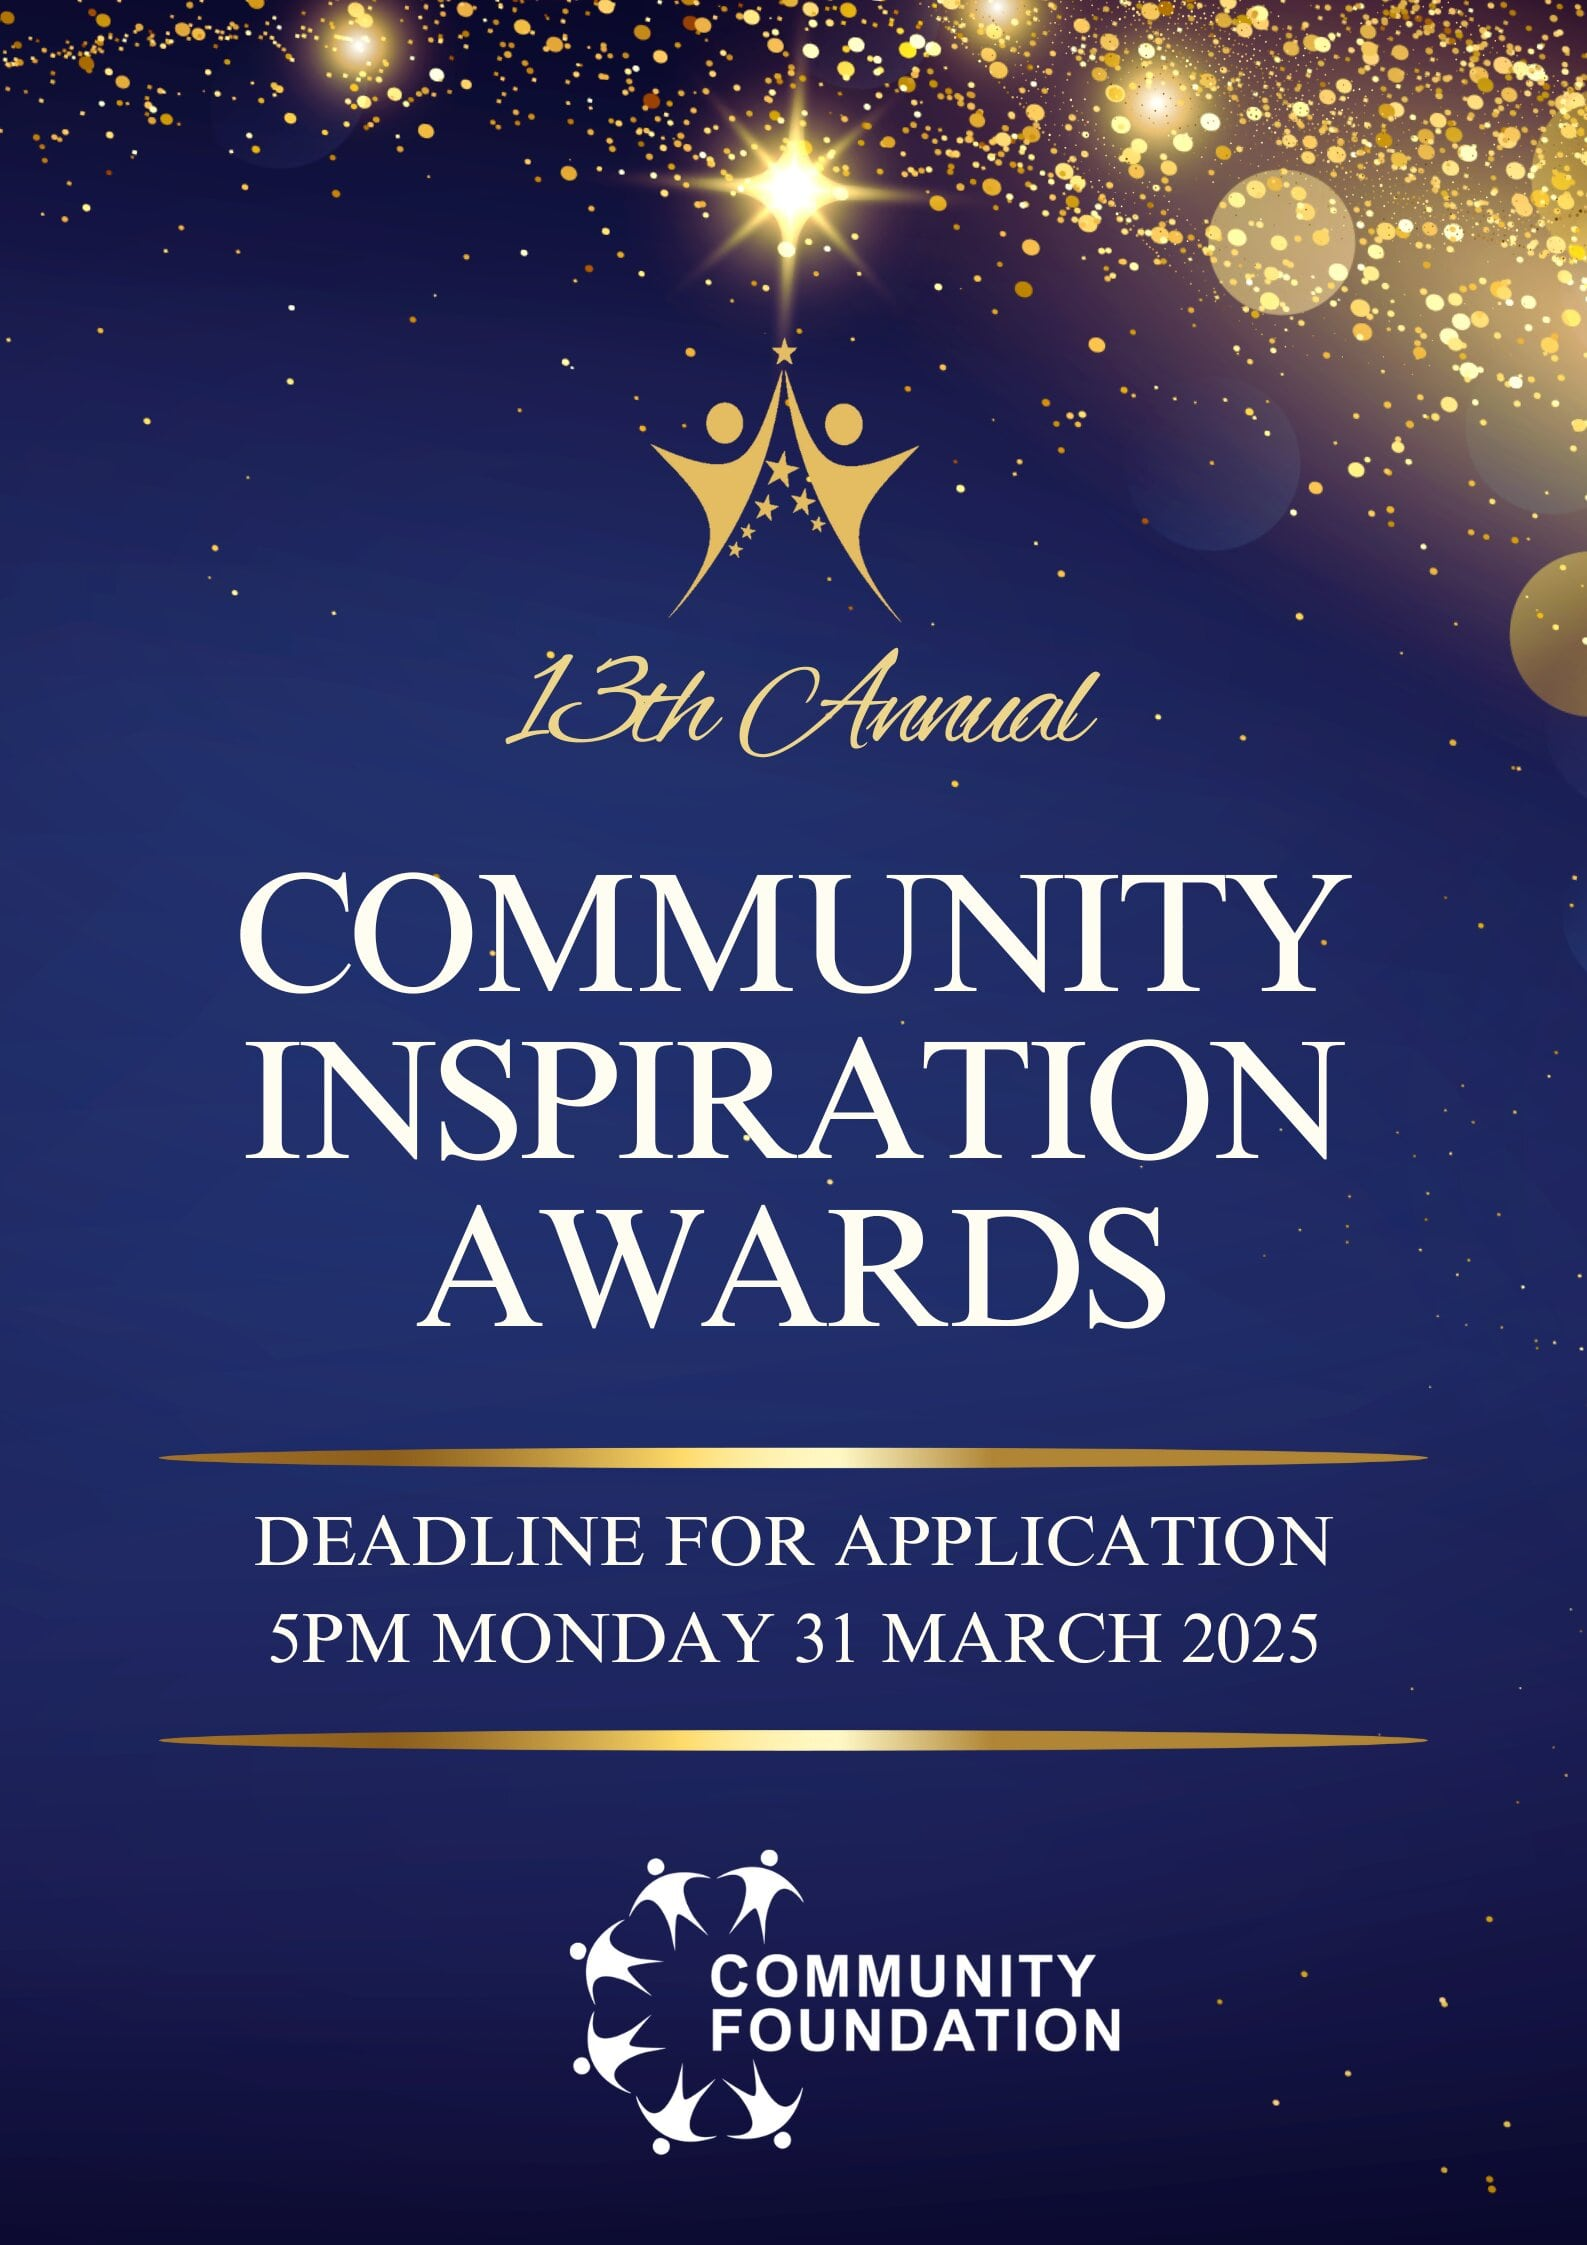 13th Annual
COMMUNITY
INSPIRATION
AWARDS
DEADLINE FOR APPLICATION
5PM MONDAY 31 MARCH 2025
COMMUNITY
FOUNDATION